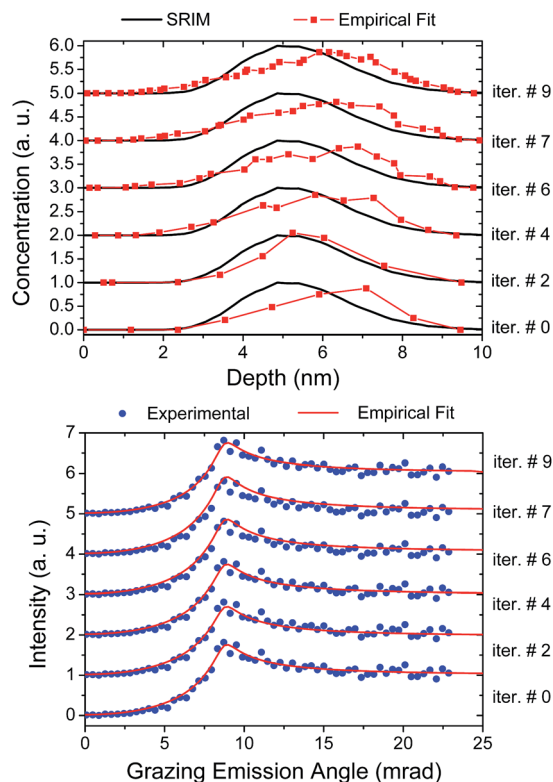 SRIM Empirical Fit
Concentration (a. u.)
6.0
5.5
5.0
4.5
4.0
3.5
3.0
2.5
2.0
1.5
1.0
0.5
0.0
iter. # 9
iter. # 7
iter. # 6
iter. # 4
iter. # 2
iter. # 0
0 2 4 6 8 10
Depth (nm)
Experimental Empirical Fit
Intensity (a. u.)
7
6
5
4
3
2
1
0
iter. # 9
iter. # 7
iter. # 6
iter. # 4
iter. # 2
iter. # 0
0 5 10 15 20 25
Grazing Emission Angle (mrad)